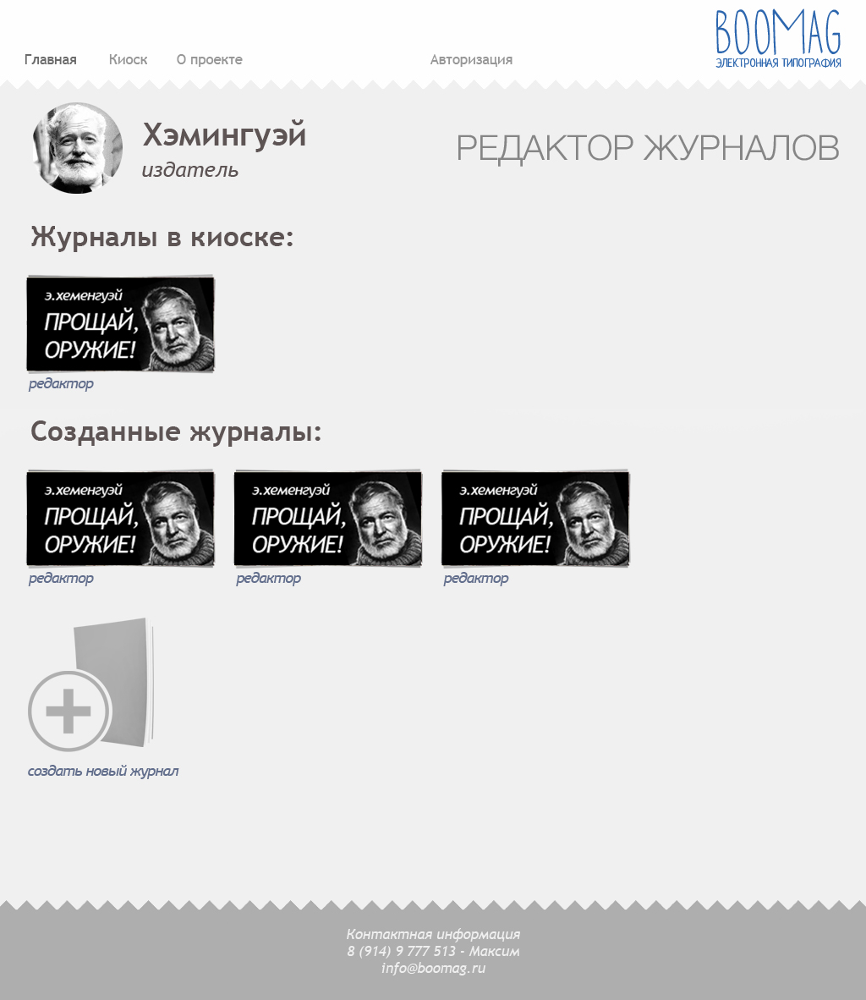 BOOMAG
ЭЛЕКТРОННАЯ ТИПОГРАФИЯ
Главная Киоск О проекте Авторизация
Хэмингуэй
издатель
РЕДАКТОР ЖУРНАЛОВ
Журналы в киоске:
э.хеменгуэй
ПРОЩАЙ,
ОРУЖИЕ!
редактор
Созданные журналы:
э.хеменгуэй
ПРОЩАЙ,
ОРУЖИЕ!
редактор
э.хеменгуэй
ПРОЩАЙ,
ОРУЖИЕ!
редактор
э.хеменгуэй
ПРОЩАЙ,
ОРУЖИЕ!
редактор
создать новый журнал
Контактная информация
8 (914) 9 777 513 - Максим
info@boomag.ru